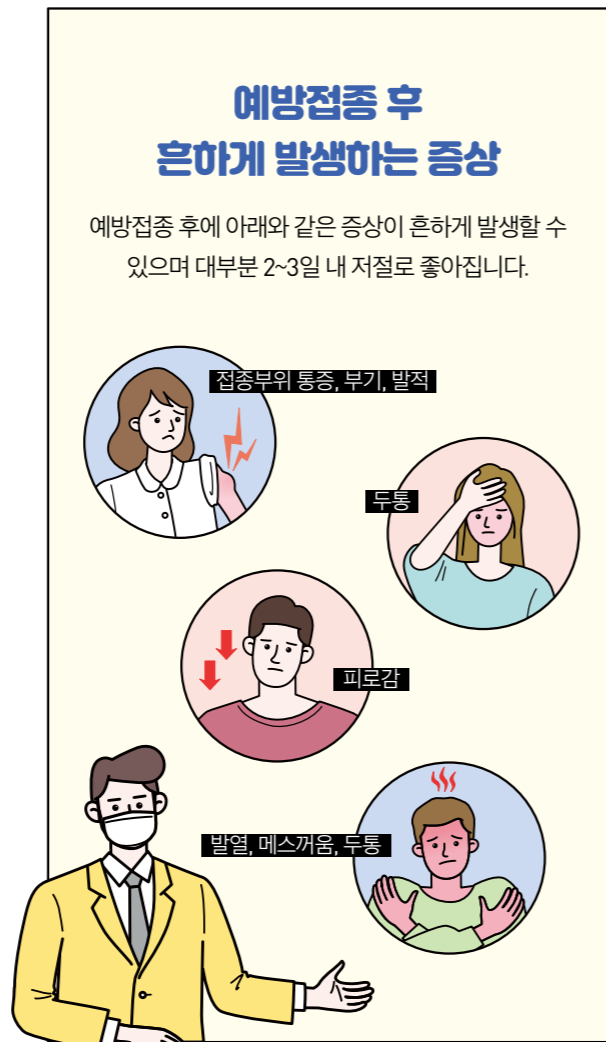 예방접종 후
흔하게 발생하는 증상
예방접종 후에 아래와 같은 증상이 흔하게 발생할 수
있으며 대부분 2~3일 내 저절로 좋아집니다.
접종부위 통증, 부기, 발적
두통
피로감
발열, 메스꺼움, 두통